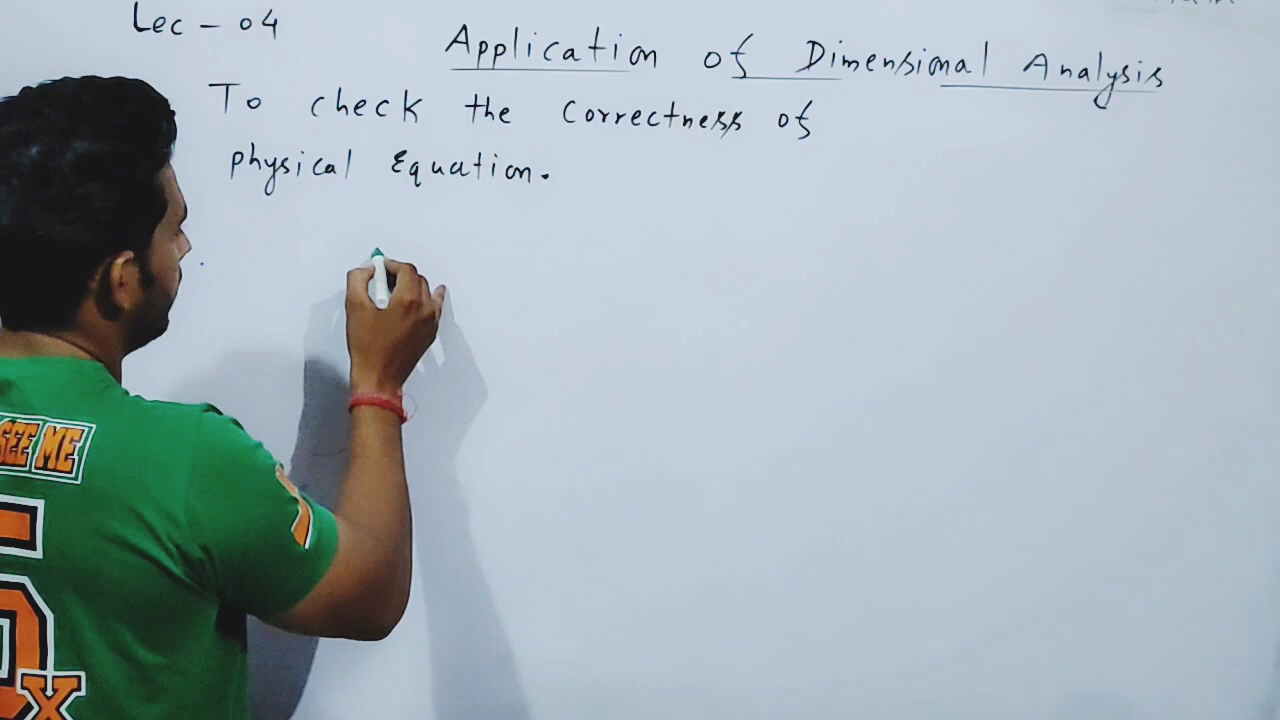 Lec - 04
Application of Dimensional Analysis
To check the Correctness of
physical Equation.
SEE ME